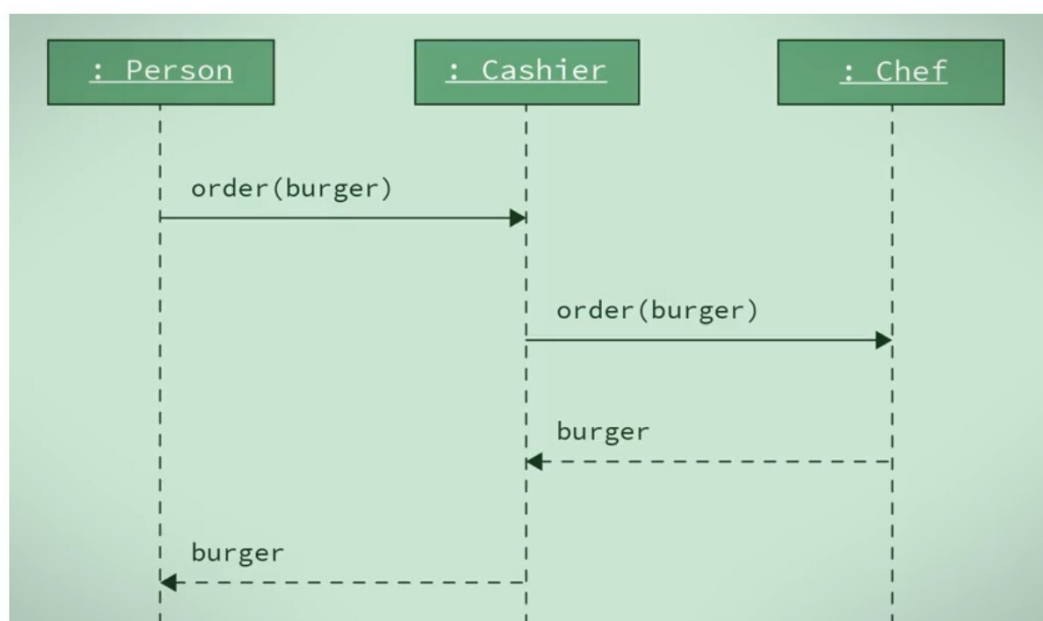 : Person
: Cashier
: Chef
order(burger)
order(burger)
burger
burger